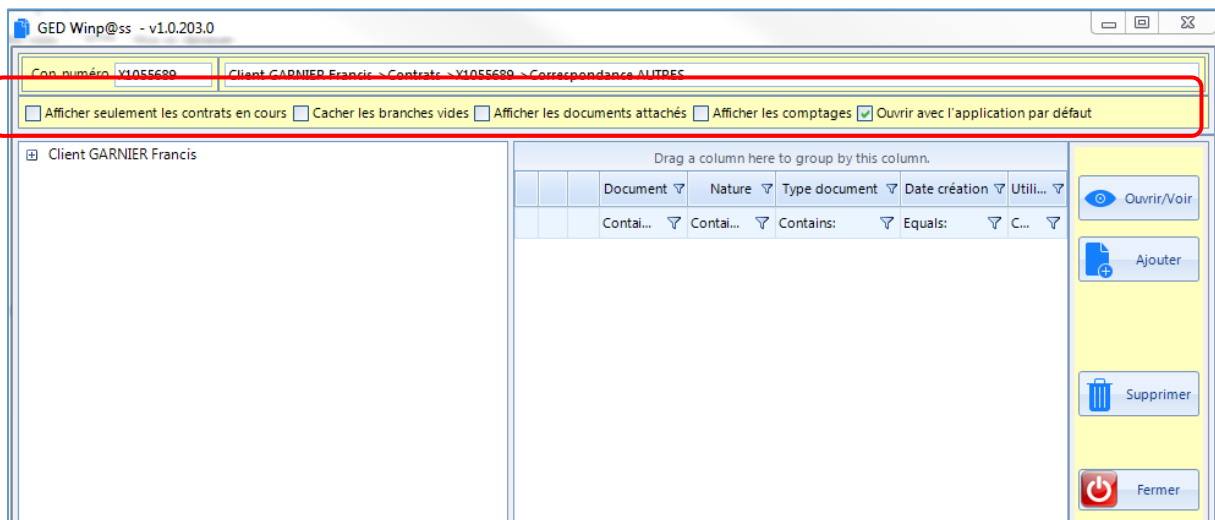 GED Winp@ss - v1.0.203.0
Con numéro X1055689 Client GARNIER Francis->Contrats->X1055689->Correspondance AUTRES
Afficher seulement les contrats en cours Cacher les branches vides Afficher les documents attachés Afficher les comptages Ouvrir avec l'application par défaut
Client GARNIER Francis
Drag a column here to group by this column.
Document Nature Type document Date création Utili...
Contai... Contai... Contains: Equals: C...
Ouvrir/Voir
Ajouter
Supprimer
Fermer